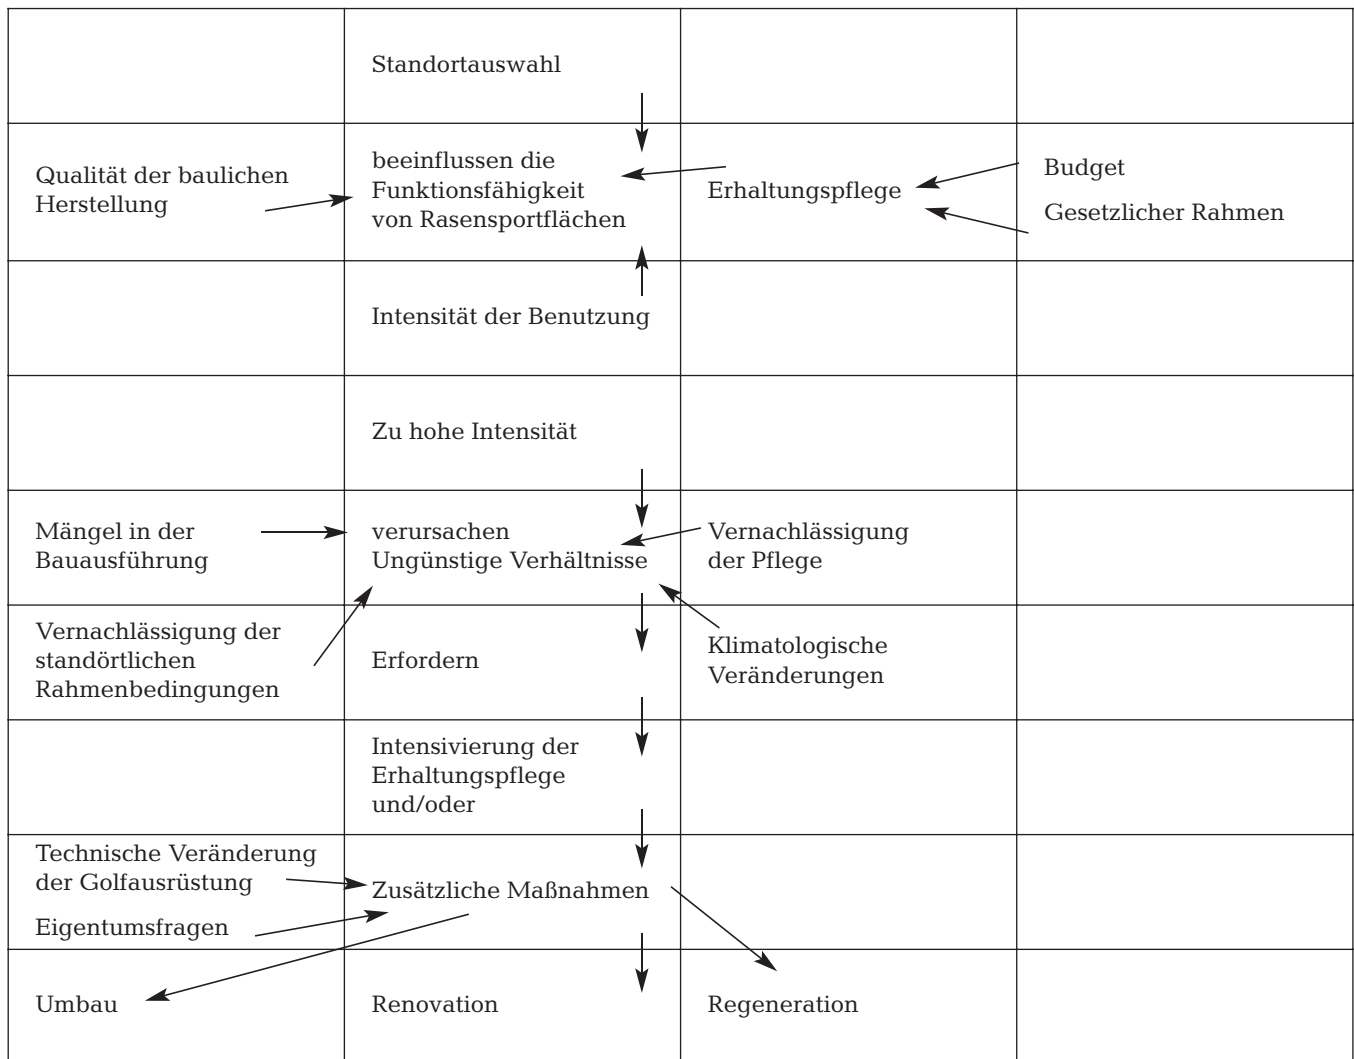 Standortauswahl
Qualität der baulichen
Herstellung
beeinflussen die
Funktionsfähigkeit
von Rasensportflächen
Erhaltungspflege
Budget
Gesetzlicher Rahmen
Intensität der Benutzung
Zu hohe Intensität
Mängel in der
Bauausführung
verursachen
Ungünstige Verhältnisse
Vernachlässigung
der Pflege
Vernachlässigung der
standörtlichen
Rahmenbedingungen
Erfordern
Klimatologische
Veränderungen
Intensivierung der
Erhaltungspflege
und/oder
Technische Veränderung
der Golfausrüstung
Eigentumsfragen
Zusätzliche Maßnahmen
Umbau
Renovation
Regeneration